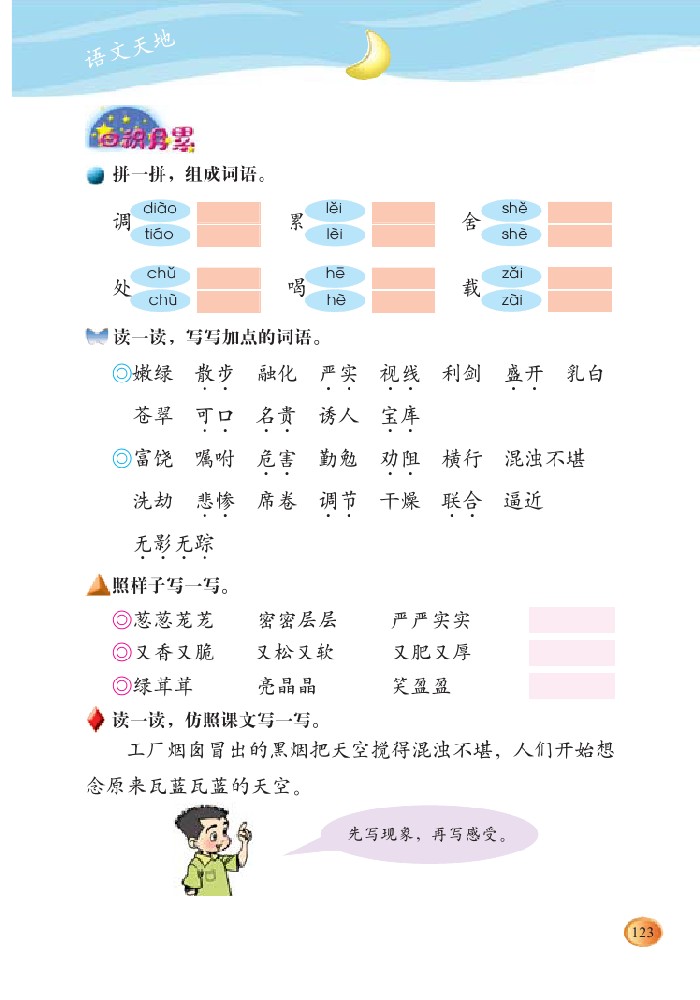 语文天地
日积月累
拼一拼，组成词语。
调 diào 累 lěi 舍 shě
tiáo lèi shè
处 chǔ 喝 hē 载 zǎi
chù hè zài
读一读，写写加点的词语。
◎嫩绿 散步 融化 严实 视线 利剑 盛开 乳白
苍翠 可口 名贵 诱人 宝库
◎富饶 嘱咐 危害 勤勉 劝阻 横行 混浊不堪
洗劫 悲惨 席卷 调节 干燥 联合 逼近
无影无踪
照样子写一写。
◎葱葱茏茏 密密层层 严严实实
◎又香又脆 又松又软 又肥又厚
◎绿茸茸 亮晶晶 笑盈盈
读一读，仿照课文写一写。
工厂烟囱冒出的黑烟把天空搅得混浊不堪，人们开始想
念原来瓦蓝瓦蓝的天空。
先写现象，再写感受。
123